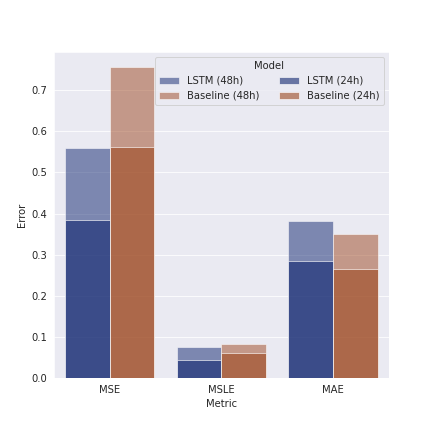 Model
LSTM (48h) LSTM (24h)
Baseline (48h) Baseline (24h)
0.7
0.6
0.5
0.4
0.3
0.2
0.1
0.0
Error
MSE MSLE MAE
Metric